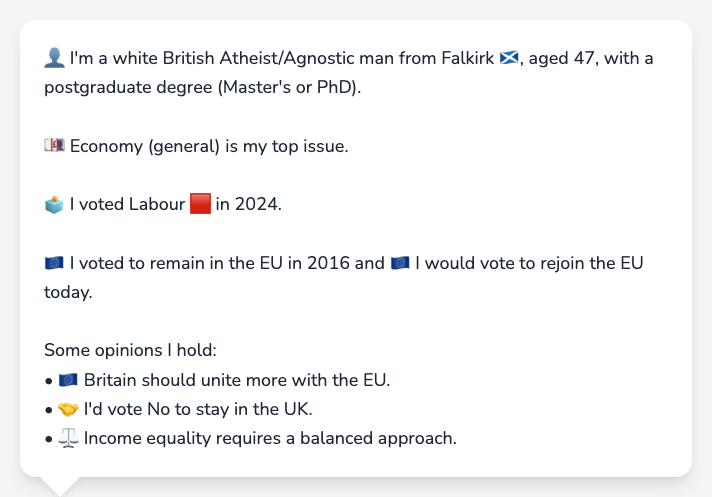 👤 I'm a white British Atheist/Agnostic man from Falkirk 🏴󠁧󠁢󠁳󠁣󠁴󠁿, aged 47, with a
postgraduate degree (Master's or PhD).
💷 Economy (general) is my top issue.
🗳️ I voted Labour 🟥 in 2024.
🇪🇺 I voted to remain in the EU in 2016 and 🇪🇺 I would vote to rejoin the EU
today.
Some opinions I hold:
• 🇪🇺 Britain should unite more with the EU.
• 🤝 I'd vote No to stay in the UK.
• ⚖️ Income equality requires a balanced approach.